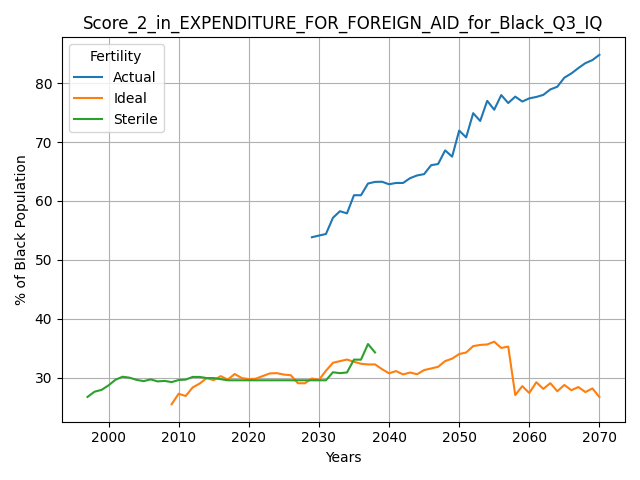 Score_2_in_EXPENDITURE_FOR_FOREIGN_AID_for_Black_Q3_IQ
Fertility
Actual
Ideal
Sterile
% of Black Population
80
70
60
50
40
30
2000 2010 2020 2030 2040 2050 2060 2070
Years